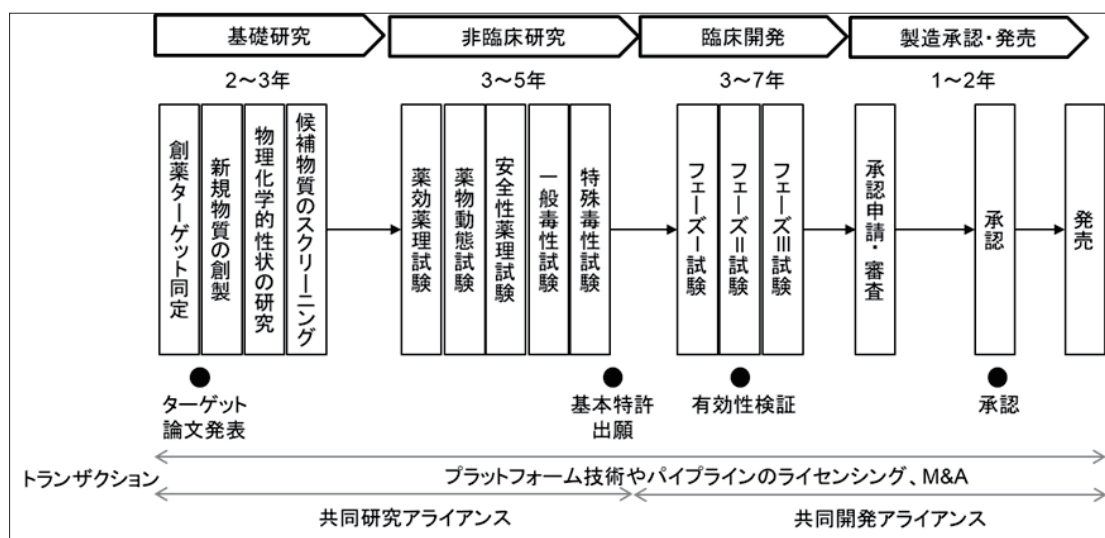 基礎研究
非臨床研究
臨床開発
製造承認・発売
2～3年
3～5年
3～7年
1～2年
創薬ターゲット同定
新規物質の創製
物理化学的性状の研究
候補物質のスクリーニング
薬効薬理試験
薬物動態試験
安全性薬理試験
一般毒性試験
特殊毒性試験
フェーズⅠ試験
フェーズⅡ試験
フェーズⅢ試験
承認申請・審査
承認
発売
ターゲット
論文発表
基本特許
出願
有効性検証
承認
トランザクション
プラットフォーム技術やパイプラインのライセンシング、M&A
共同研究アライアンス
共同開発アライアンス